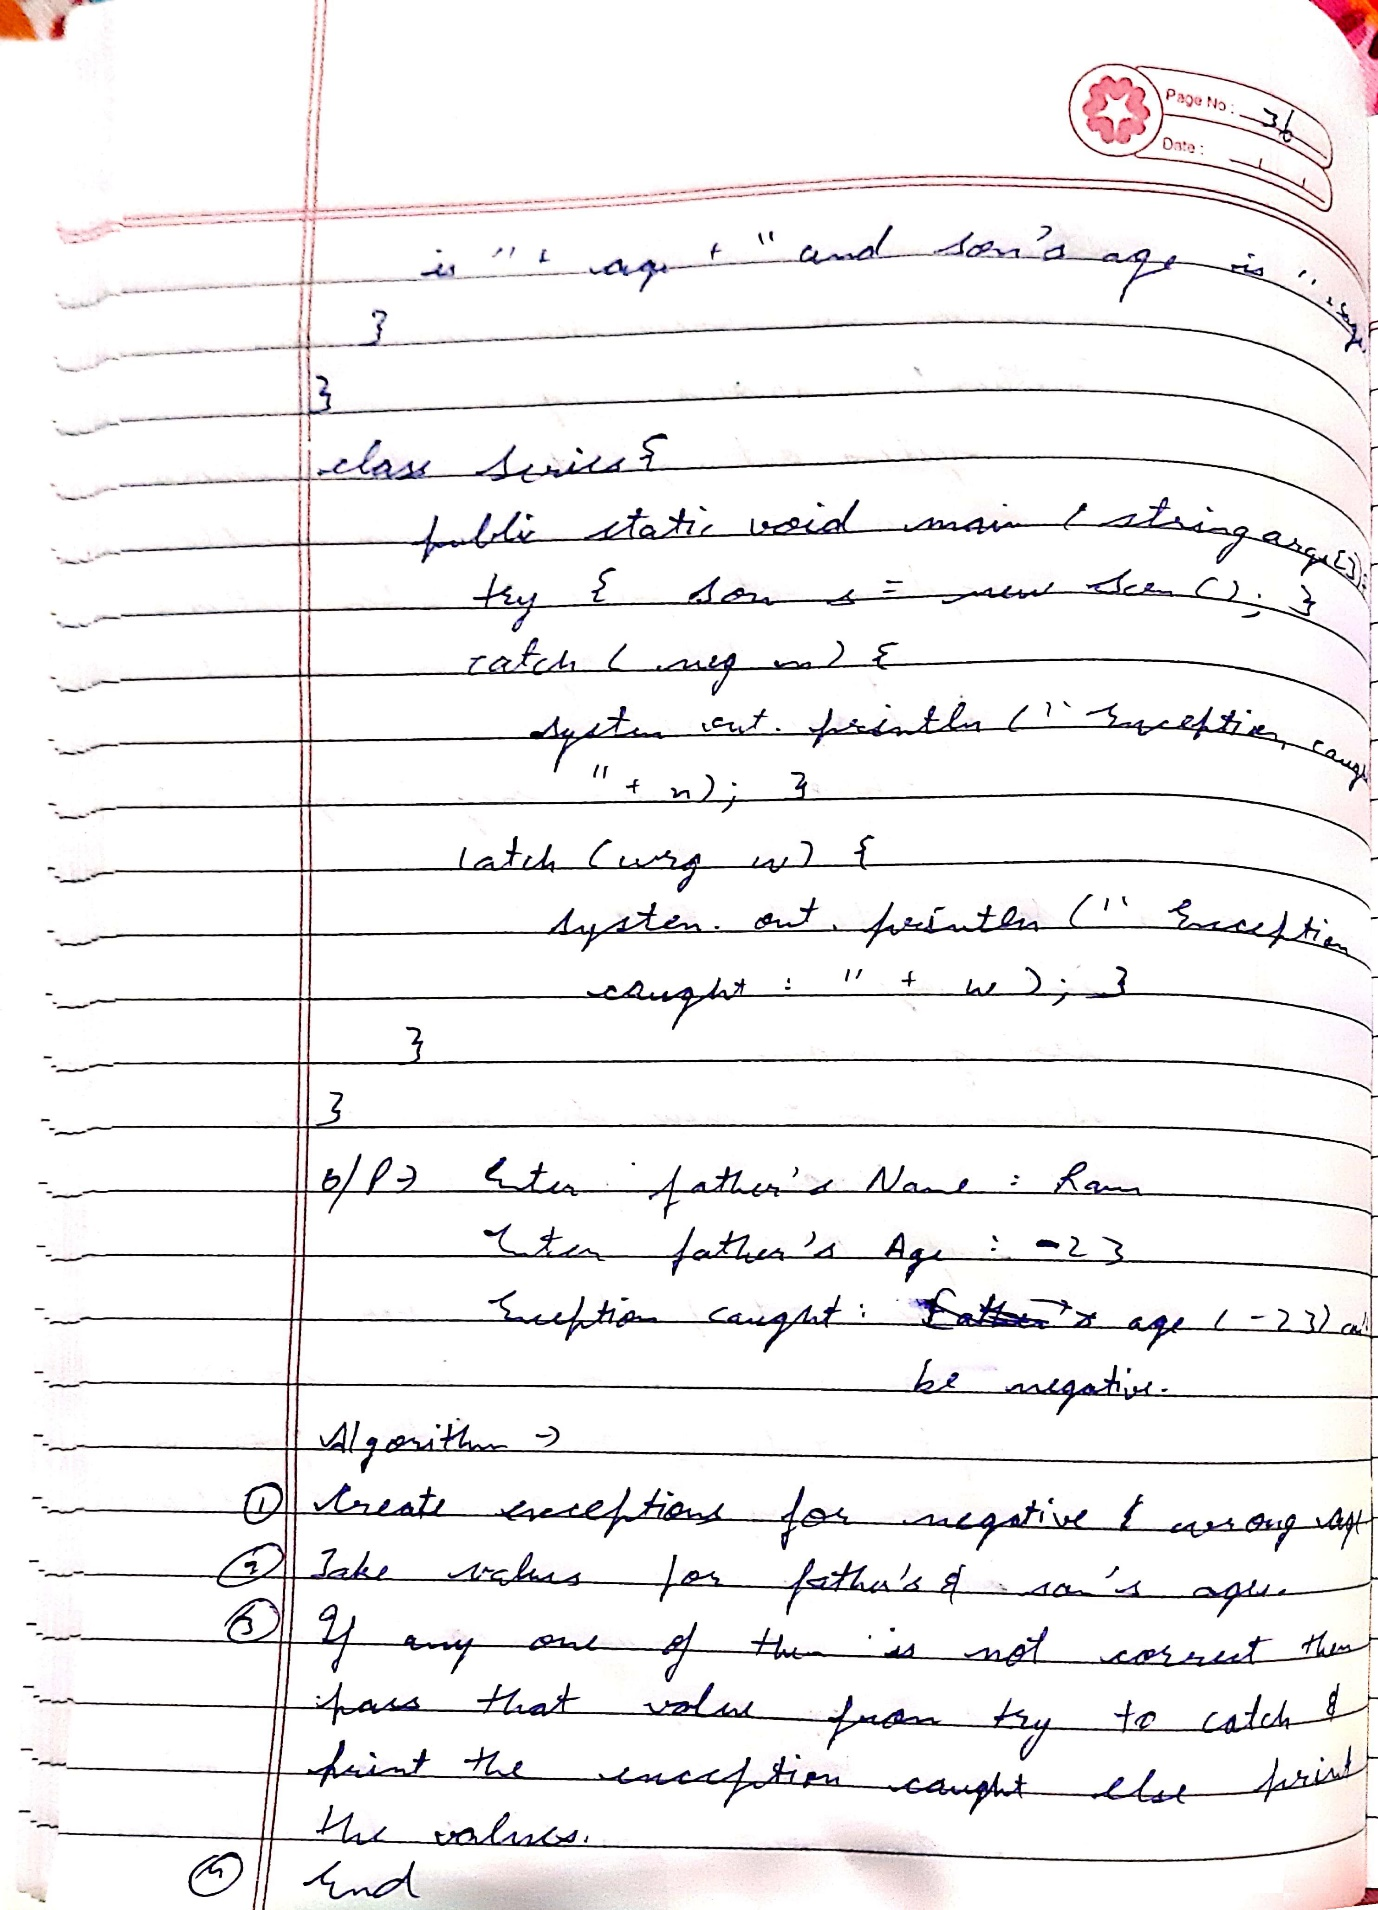 Page No: 36
Date: / /
is " + age + " and son's age is " + sage
}
}
class series {
public static void main ( string args[]) {
try { son s = new son (); }
catch ( neg n) {
system out. println ( " Exception caugh
" + n); }
catch (wrg w) {
system. out. println ( " Exception
caught : " + w ); }
}
}
O/P → Enter father's Name : Ram
Enter father's Age : -23
Exception caught : Father's age (-23) can
be negative.
Algorithm →
① Create exceptions for negative & wrong age
② Take values for father's & son's age.
③ If any one of them is not correct then
pass that value from try to catch &
print the exception caught else print
the values.
④ End